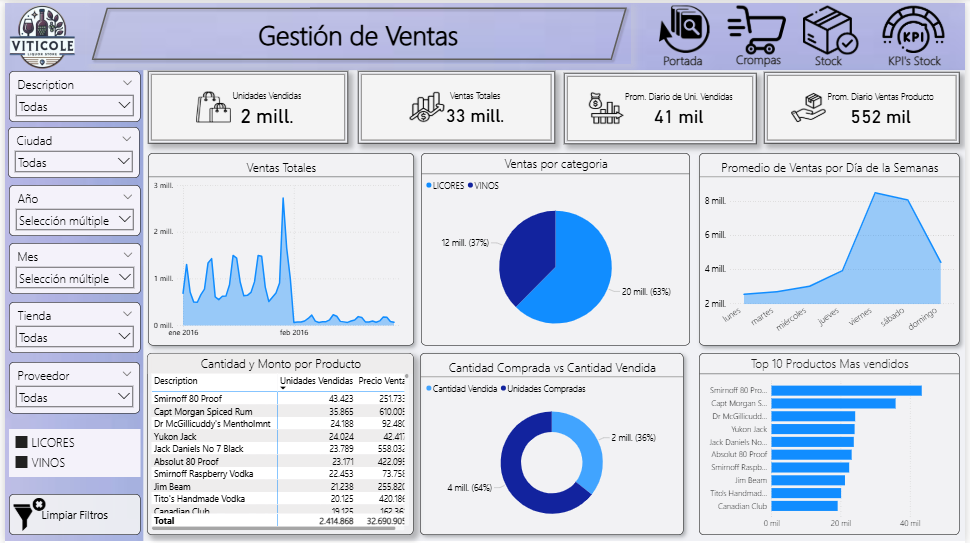 VITICOLE
LIQUOR STORE
Gestión de Ventas
Portada
Crompas
Stock
KPI
KPI's Stock
Description
Todas
Ciudad
Todas
Año
Selección múltiple
Mes
Selección múltiple
Tienda
Todas
Proveedor
Todas
LICORES
VINOS
Limpiar Filtros
Unidades Vendidas
2 mill.
Ventas Totales
33 mill.
Prom. Diario de Uni. Vendidas
41 mil
Prom. Diario Ventas Producto
552 mil
Ventas Totales
3 mill.
2 mill.
1 mill.
0 mill.
ene 2016
feb 2016
Ventas por categoria
LICORES VINOS
12 mill. (37%)
20 mill. (63%)
Promedio de Ventas por Día de la Semanas
8 mill.
6 mill.
4 mill.
2 mill.
lunes
martes
miércoles
jueves
viernes
sábado
domingo
Cantidad y Monto por Producto
Description Unidades Vendidas Precio Venta
Smirnoff 80 Proof 43.423 251.733
Capt Morgan Spiced Rum 35.865 610.005
Dr McGillicuddy's Mentholmnt 24.188 92.480
Yukon Jack 24.024 42.417
Jack Daniels No 7 Black 23.789 558.032
Absolut 80 Proof 23.171 422.095
Smirnoff Raspberry Vodka 22.453 73.758
Jim Beam 21.238 255.820
Tito's Handmade Vodka 20.125 420.186
Canadian Club 19.125 162.361
Total 2.414.868 32.690.905
Cantidad Comprada vs Cantidad Vendida
Cantidad Vendida Unidades Compradas
2 mill. (36%)
4 mill. (64%)
Top 10 Productos Mas vendidos
Smirnoff 80 Pro...
Capt Morgan S...
Dr McGillicudd...
Yukon Jack
Jack Daniels No...
Absolut 80 Proof
Smirnoff Raspb...
Jim Beam
Tito's Handmad...
Canadian Club
0 mil
20 mil
40 mil